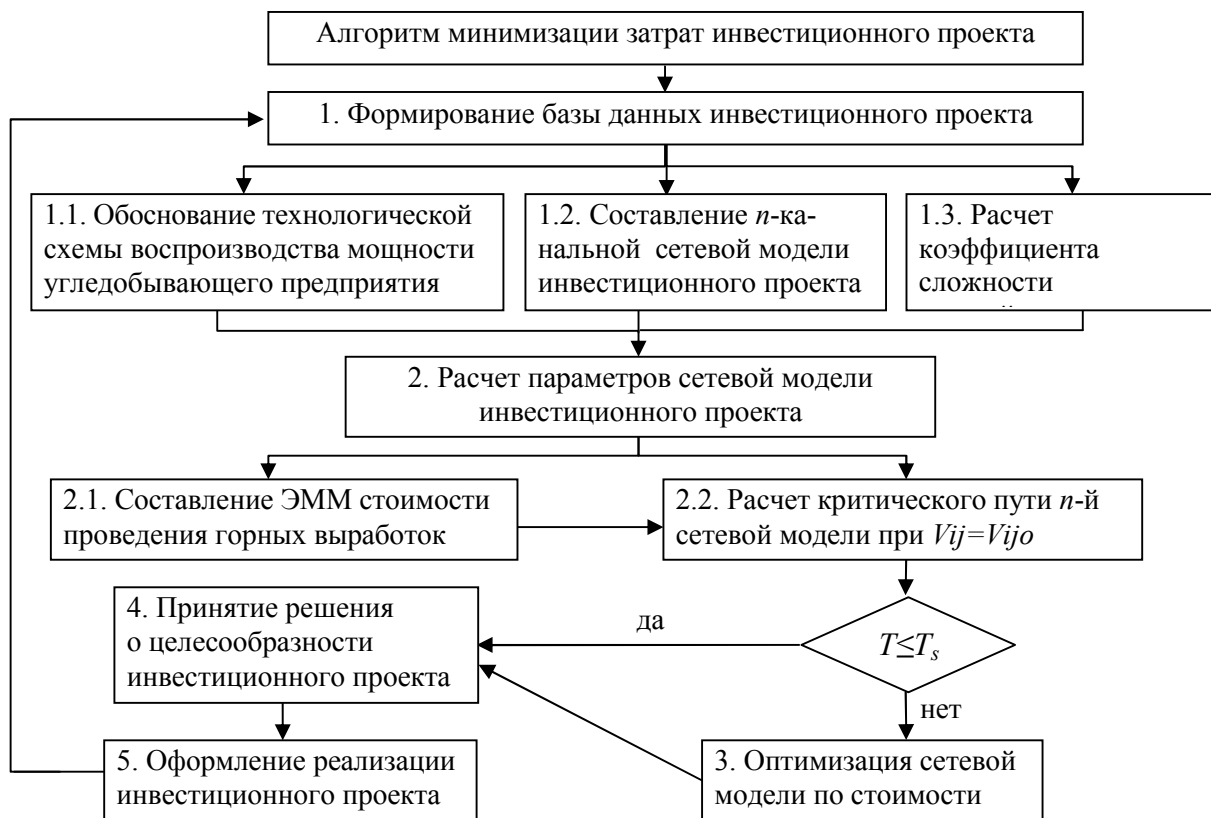 Алгоритм минимизации затрат инвестиционного проекта
1. Формирование базы данных инвестиционного проекта
1.1. Обоснование технологической
схемы воспроизводства мощности
угледобывающего предприятия
1.2. Составление n-ка-
нальной сетевой модели
инвестиционного проекта
1.3. Расчет
коэффициента
сложности
2. Расчет параметров сетевой модели
инвестиционного проекта
2.1. Составление ЭММ стоимости
проведения горных выработок
2.2. Расчет критического пути n-й
сетевой модели при Vij=Vijo
4. Принятие решения
о целесообразности
инвестиционного проекта
да
T≤Ts
нет
5. Оформление реализации
инвестиционного проекта
3. Оптимизация сетевой
модели по стоимости